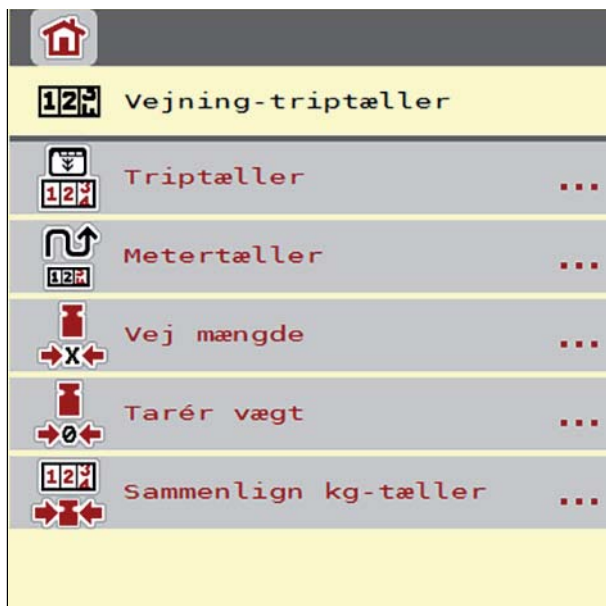 Vejning-triptæller
Triptæller ...
Metertæller ...
Vej mængde ...
Tarér vægt ...
Sammenlign kg-tæller ...